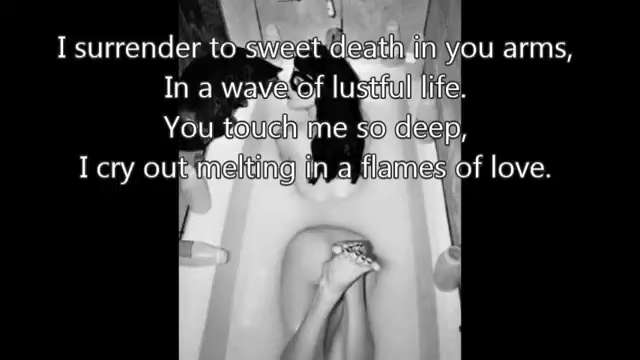 I surrender to sweet death in you arms,
In a wave of lustful life.
You touch me so deep,
I cry out melting in a flames of love.